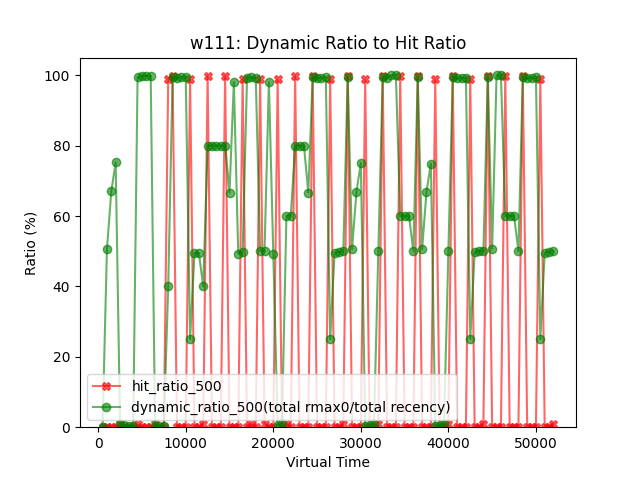 w111: Dynamic Ratio to Hit Ratio
100
80
60
40
20
0
Ratio (%)
hit_ratio_500
dynamic_ratio_500(total rmax0/total recency)
0
10000
20000
30000
40000
50000
Virtual Time